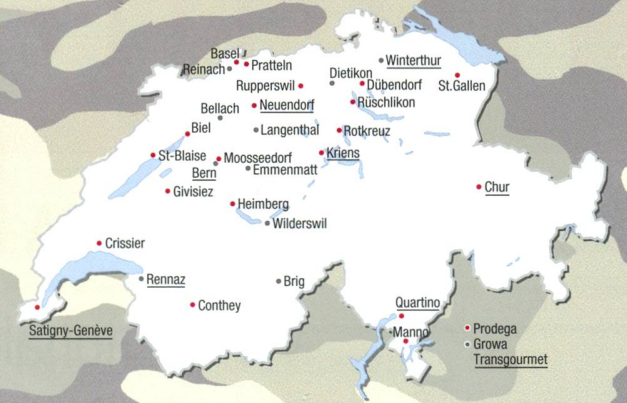 Basel
Pratteln
Reinach
Winterthur
Dietikon
Rupperswil
Dübendorf
St.Gallen
Neuendorf
Rüschlikon
Bellach
Biel
Langenthal
Rotkreuz
St-Blaise
Moosseedorf
Kriens
Bern
Emmenmatt
Givisiez
Chur
Heimberg
Wilderswil
Crissier
Rennaz
Brig
Conthey
Quartino
Satigny-Genève
Manno
Prodega
Growa
Transgourmet